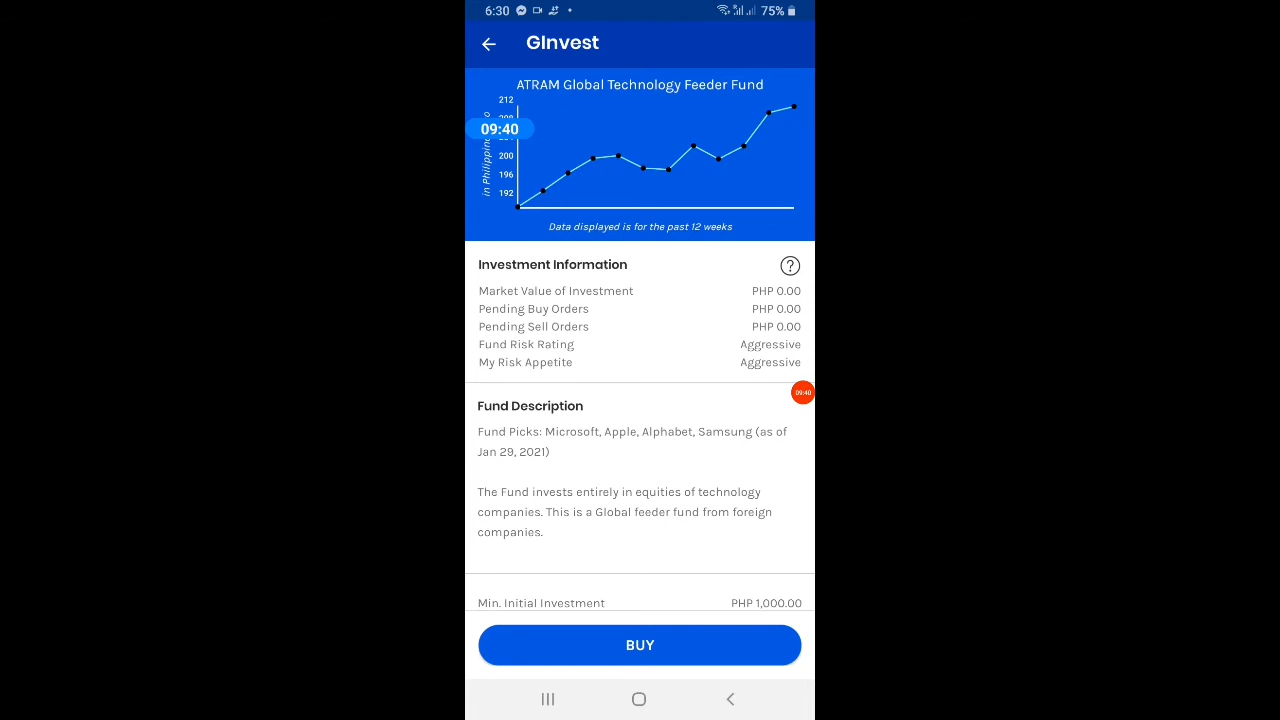 6:30 75%
GInvest
ATRAM Global Technology Feeder Fund
212
09:40
200
196
192
Data displayed is for the past 12 weeks
Investment Information ?
Market Value of Investment PHP 0.00
Pending Buy Orders PHP 0.00
Pending Sell Orders PHP 0.00
Fund Risk Rating Aggressive
My Risk Appetite Aggressive
09:40
Fund Description
Fund Picks: Microsoft, Apple, Alphabet, Samsung (as of
Jan 29, 2021)
The Fund invests entirely in equities of technology
companies. This is a Global feeder fund from foreign
companies.
Min. Initial Investment PHP 1,000.00
BUY